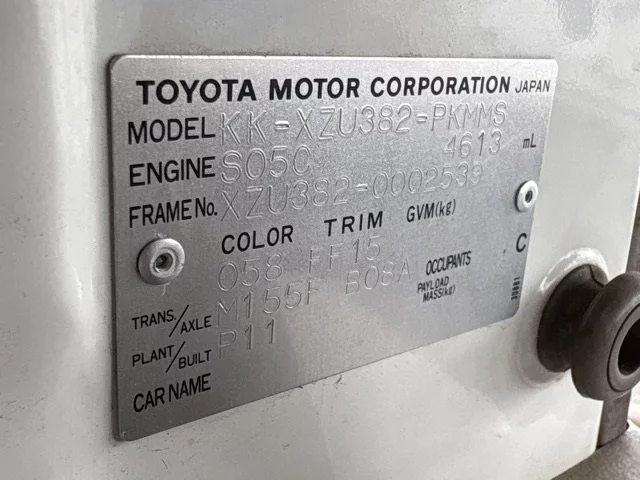 TOYOTA MOTOR CORPORATION JAPAN
MODEL KK-XZU382-PKMMS
ENGINE S05C 4613 mL
FRAME No. XZU382-0002539
COLOR TRIM GVM(kg)
058 FF15 C
TRANS./AXLE M155F B08A OCCUPANTS
PLANT/BUILT P11 PAYLOAD MASS(kg)
CAR NAME